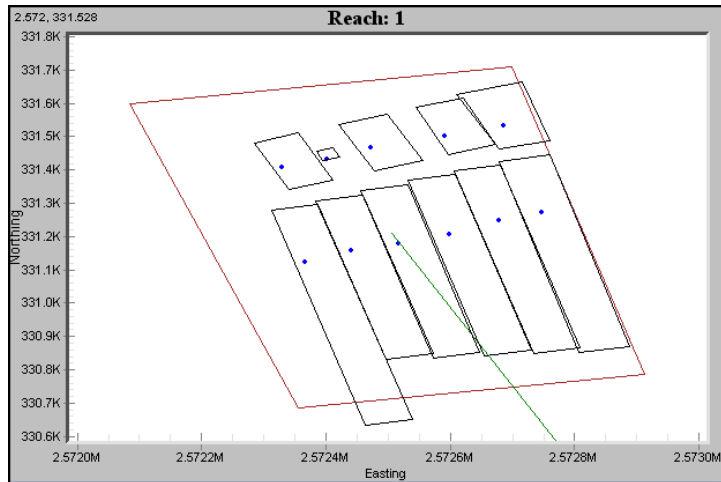 Reach: 1
2.572, 331.528
331.8K
331.7K
331.6K
331.5K
331.4K
331.3K
331.2K
331.1K
331.0K
330.9K
330.8K
330.7K
330.6K
Northing
2.5720M 2.5722M 2.5724M 2.5726M 2.5728M 2.5730M
Easting